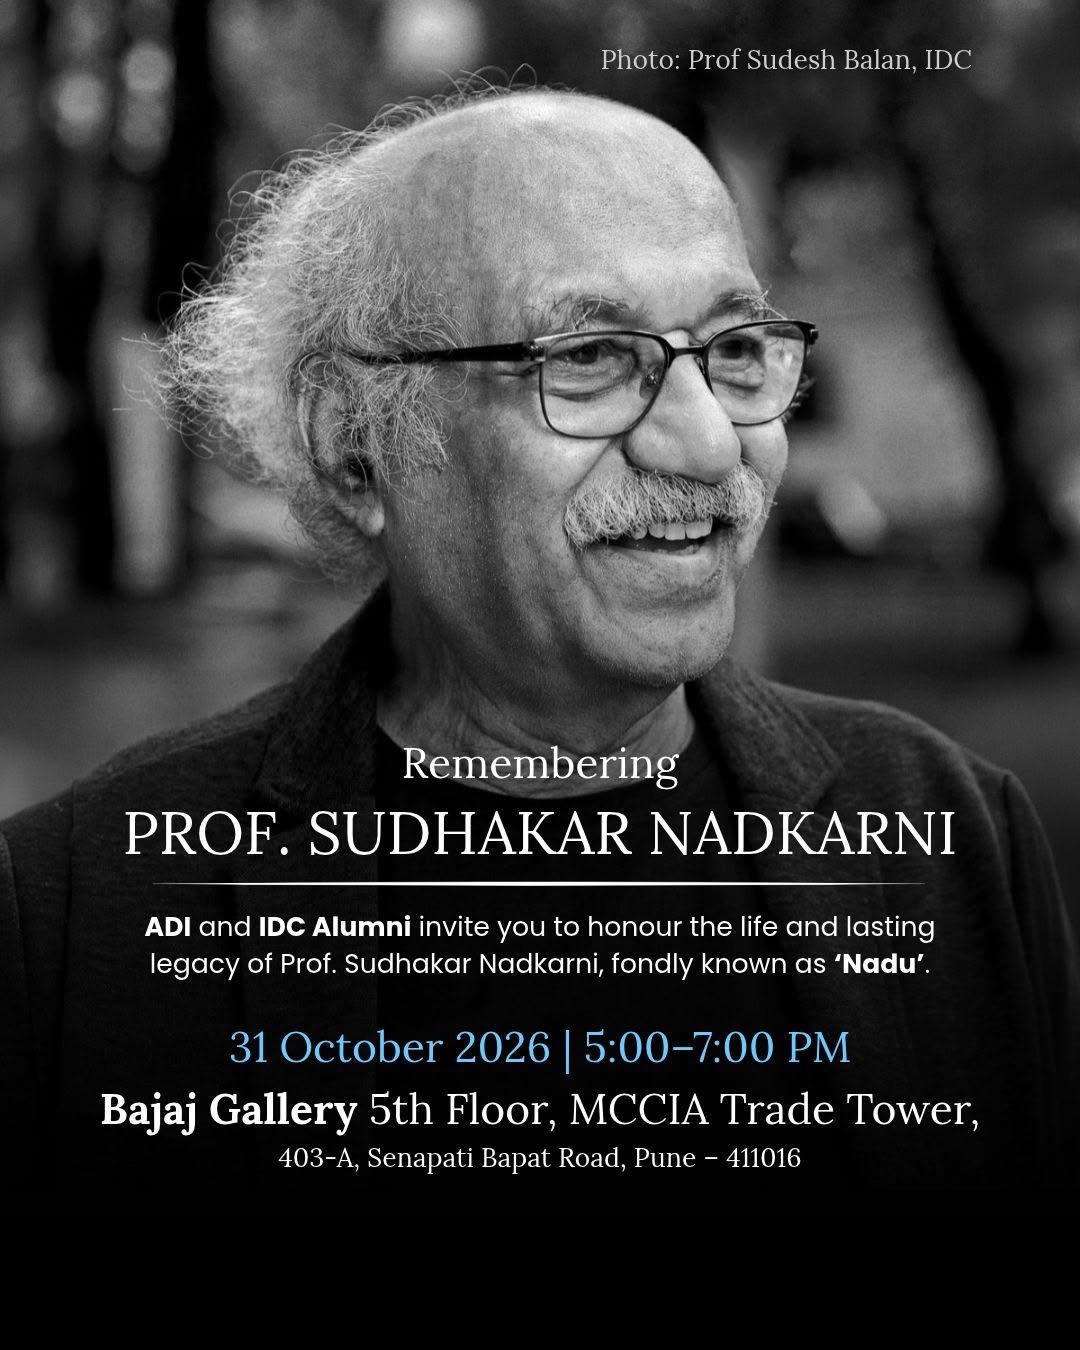 Photo: Prof Sudesh Balan, IDC
Remembering
PROF. SUDHAKAR NADKARNI
ADI and IDC Alumni invite you to honour the life and lasting
legacy of Prof. Sudhakar Nadkarni, fondly known as ‘Nadu’.
31 October 2026 | 5:00–7:00 PM
Bajaj Gallery 5th Floor, MCCIA Trade Tower,
403-A, Senapati Bapat Road, Pune – 411016